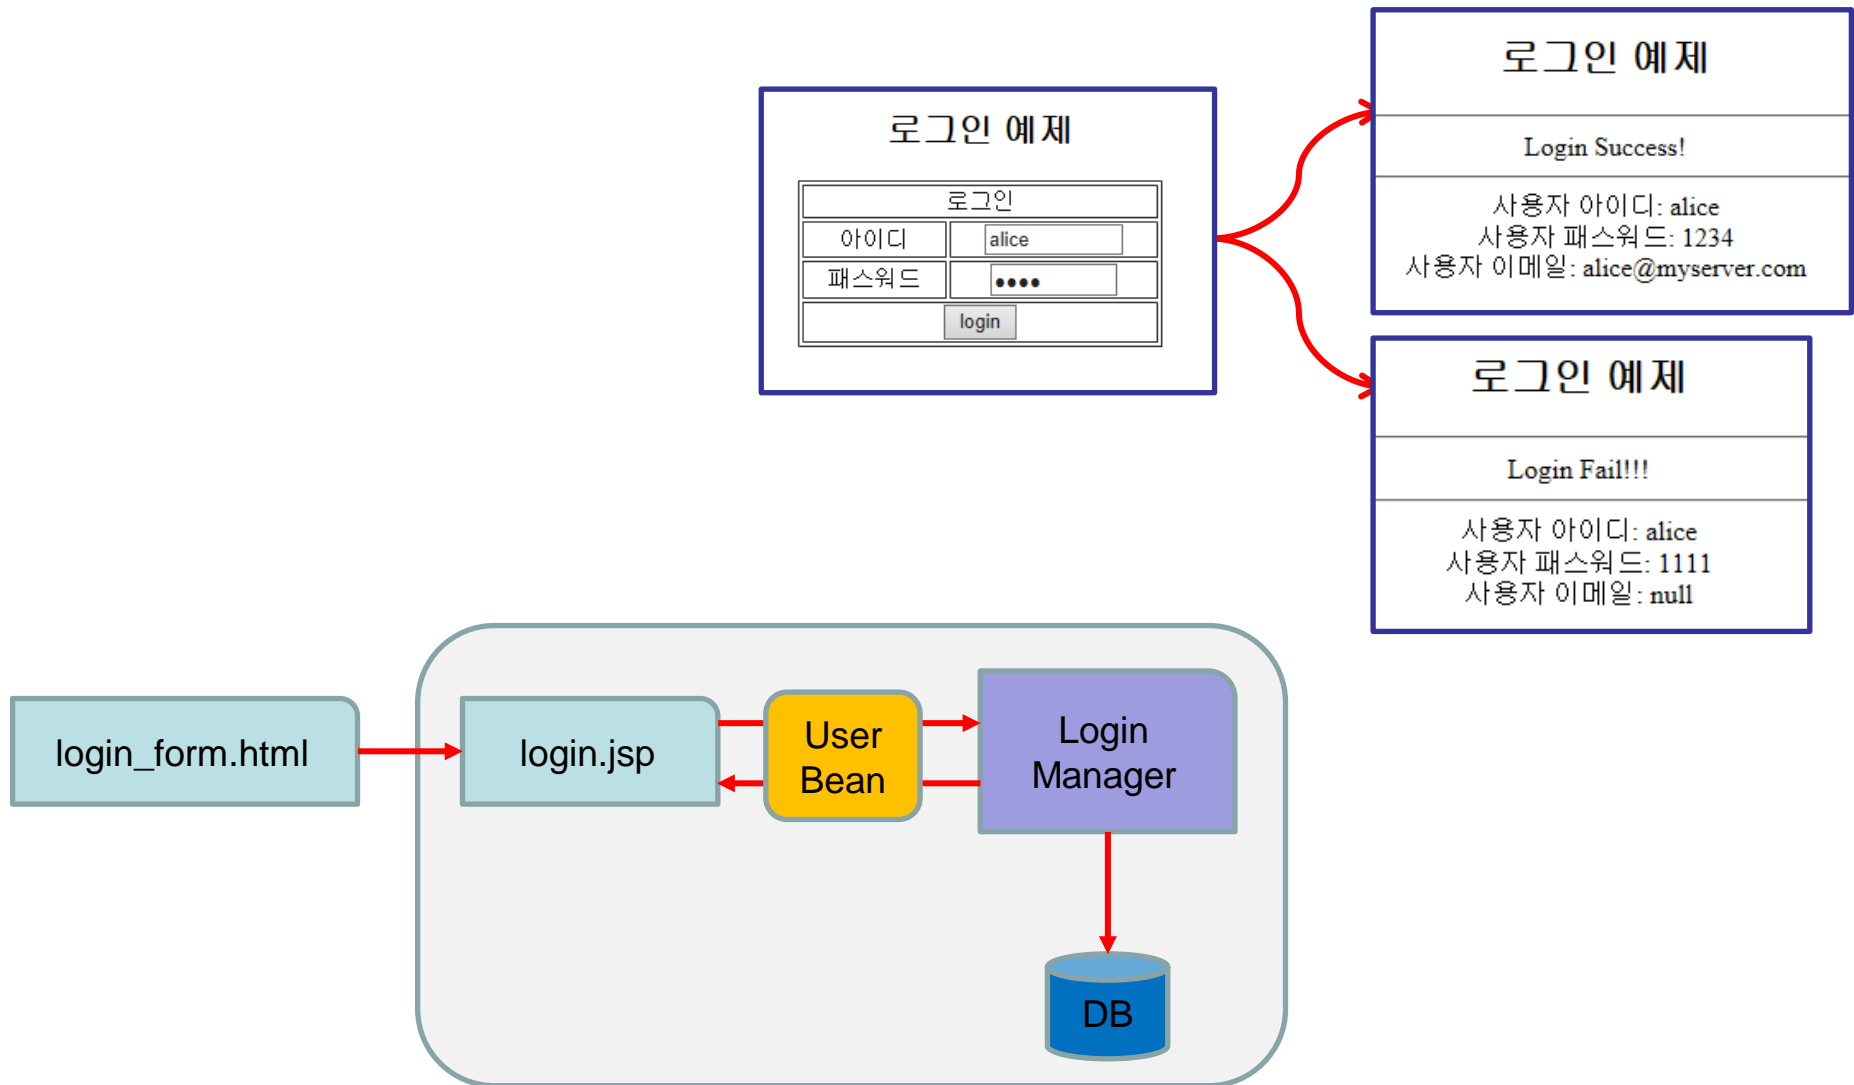 로그인 예제
로그인
아이디 alice
패스워드 ••••
login
로그인 예제
Login Success!
사용자 아이디: alice
사용자 패스워드: 1234
사용자 이메일: alice@myserver.com
로그인 예제
Login Fail!!!
사용자 아이디: alice
사용자 패스워드: 1111
사용자 이메일: null
login_form.html
login.jsp
User
Bean
Login
Manager
DB